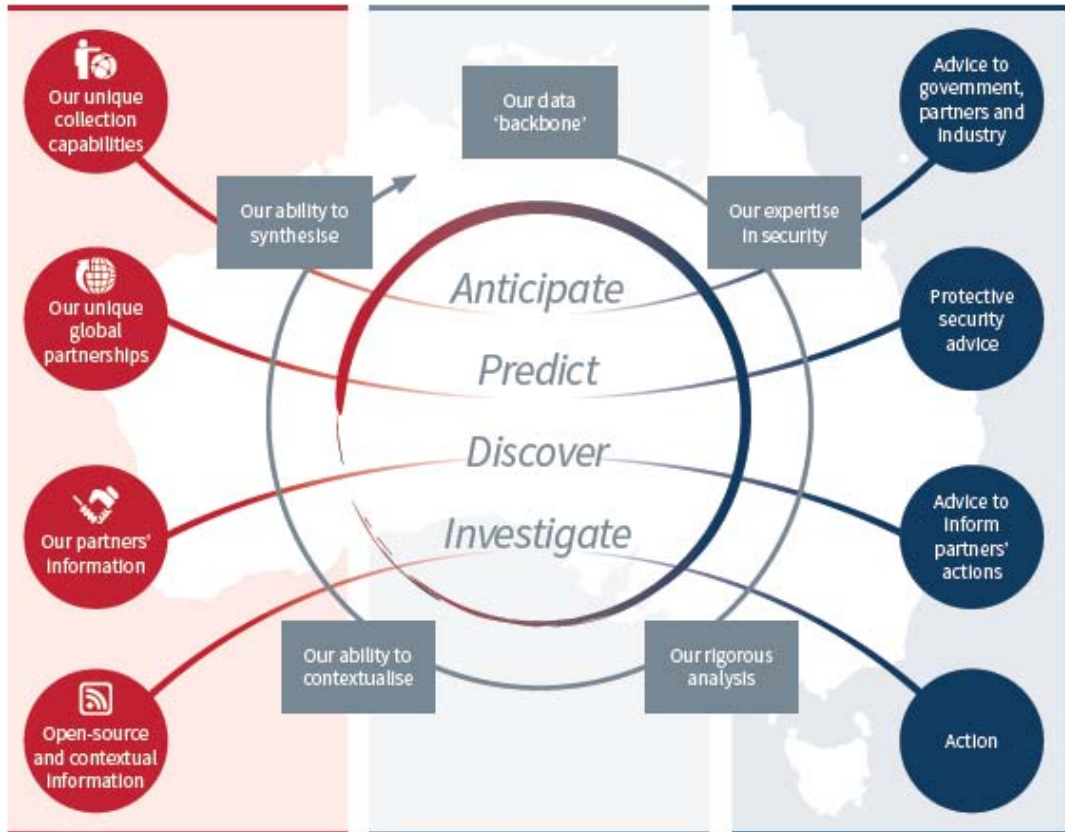 Our unique
collection
capabilities
Our unique
global
partnerships
Our partners'
information
Open-source
and contextual
information
Our data
'backbone'
Our ability to
synthesise
Our expertise
in security
Anticipate
Predict
Discover
Investigate
Our ability to
contextualise
Our rigorous
analysis
Advice to
government,
partners and
industry
Protective
security
advice
Advice to
inform
partners'
actions
Action